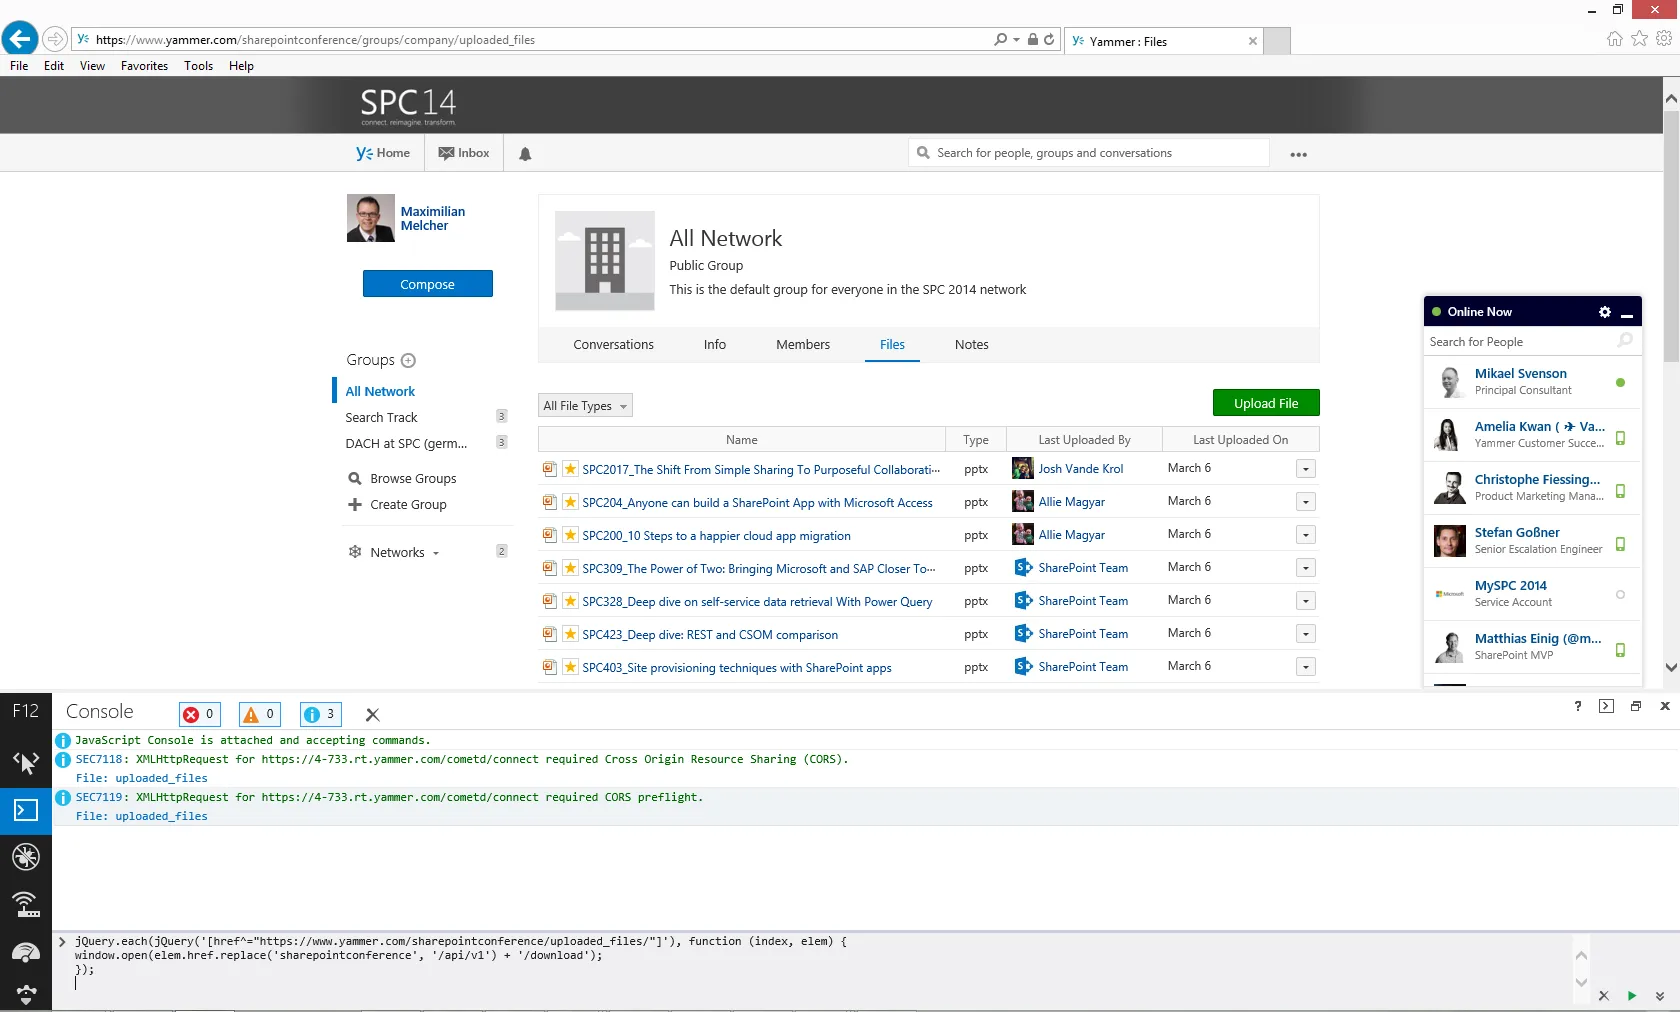 https://www.yammer.com/sharepointconference/groups/company/uploaded_files
Yammer : Files
File Edit View Favorites Tools Help
SPC14
connect. reimagine. transform.
Home
Inbox
Search for people, groups and conversations
Maximilian
Melcher
Compose
All Network
Public Group
This is the default group for everyone in the SPC 2014 network
Conversations Info Members Files Notes
Groups
All Network
Search Track 3
DACH at SPC (germ... 3
Browse Groups
Create Group
Networks 2
All File Types
Upload File
Name Type Last Uploaded By Last Uploaded On
SPC2017_The Shift From Simple Sharing To Purposeful Collaborati... pptx Josh Vande Krol March 6
SPC204_Anyone can build a SharePoint App with Microsoft Access pptx Allie Magyar March 6
SPC200_10 Steps to a happier cloud app migration pptx Allie Magyar March 6
SPC309_The Power of Two: Bringing Microsoft and SAP Closer To... pptx SharePoint Team March 6
SPC328_Deep dive on self-service data retrieval With Power Query pptx SharePoint Team March 6
SPC423_Deep dive: REST and CSOM comparison pptx SharePoint Team March 6
SPC403_Site provisioning techniques with SharePoint apps pptx SharePoint Team March 6
Online Now
Search for People
Mikael Svenson
Principal Consultant
Amelia Kwan ( ✈ Va...
Yammer Customer Succe...
Christophe Fiessing...
Product Marketing Mana...
Stefan Goßner
Senior Escalation Engineer
Microsoft
MySPC 2014
Service Account
Matthias Einig (@m...
SharePoint MVP
F12
Console 0 0 3
JavaScript Console is attached and accepting commands.
SEC7118: XMLHttpRequest for https://4-733.rt.yammer.com/cometd/connect required Cross Origin Resource Sharing (CORS).
File: uploaded_files
SEC7119: XMLHttpRequest for https://4-733.rt.yammer.com/cometd/connect required CORS preflight.
File: uploaded_files
jQuery.each(jQuery('[href^="https://www.yammer.com/sharepointconference/uploaded_files/"]'), function (index, elem) {
window.open(elem.href.replace('sharepointconference', '/api/v1') + '/download');
});